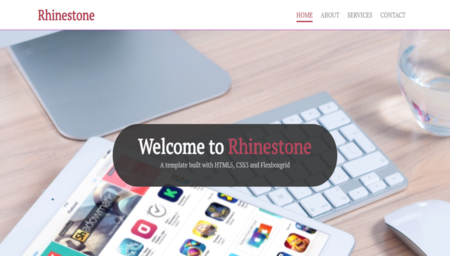 Rhinestone
HOME ABOUT SERVICES CONTACT
Welcome to Rhinestone
A template built with HTML5, CSS3 and Flexboxgrid